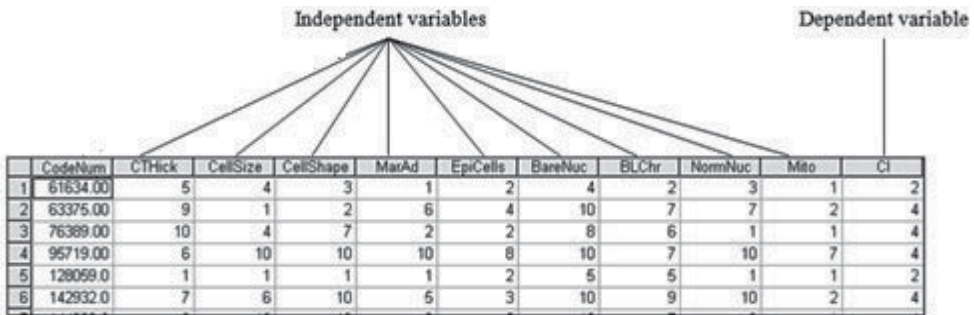 Independent variables Dependent variable
CodeNum CTHick CellSize CellShape MarAd EpiCells BareNuc BLChr NormNuc Mito Cl
1 61634.00 5 4 3 1 2 4 2 3 1 2
2 63375.00 9 1 2 6 4 10 7 7 2 4
3 76389.00 10 4 7 2 2 8 6 1 1 4
4 95719.00 6 10 10 10 8 10 7 10 7 4
5 128059.0 1 1 1 1 2 5 5 1 1 2
6 142932.0 7 6 10 5 3 10 9 10 2 4